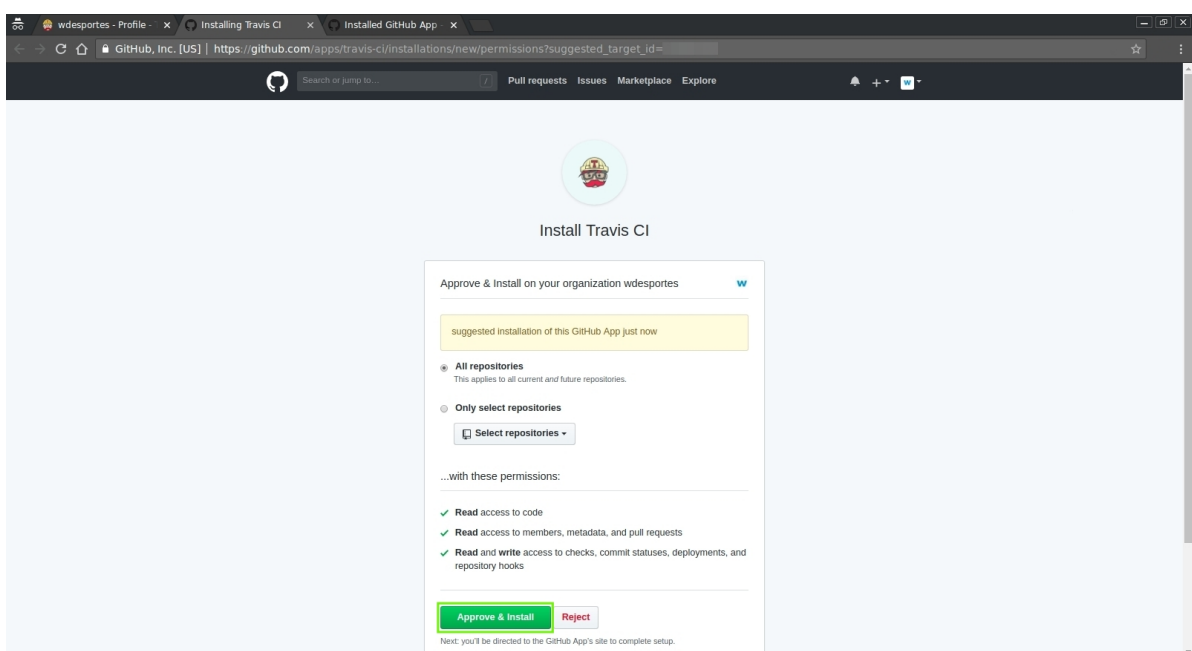 wdesportes - Profile -
Installing Travis CI
Installed GitHub App -
GitHub, Inc. [US] | https://github.com/apps/travis-ci/installations/new/permissions?suggested_target_id=
Search or jump to...
/
Pull requests Issues Marketplace Explore
Install Travis CI
Approve & Install on your organization wdesportes
w
suggested installation of this GitHub App just now
All repositories
This applies to all current and future repositories.
Only select repositories
Select repositories
...with these permissions:
Read access to code
Read access to members, metadata, and pull requests
Read and write access to checks, commit statuses, deployments, and
repository hooks
Approve & Install
Reject
Next: you'll be directed to the GitHub App's site to complete setup.